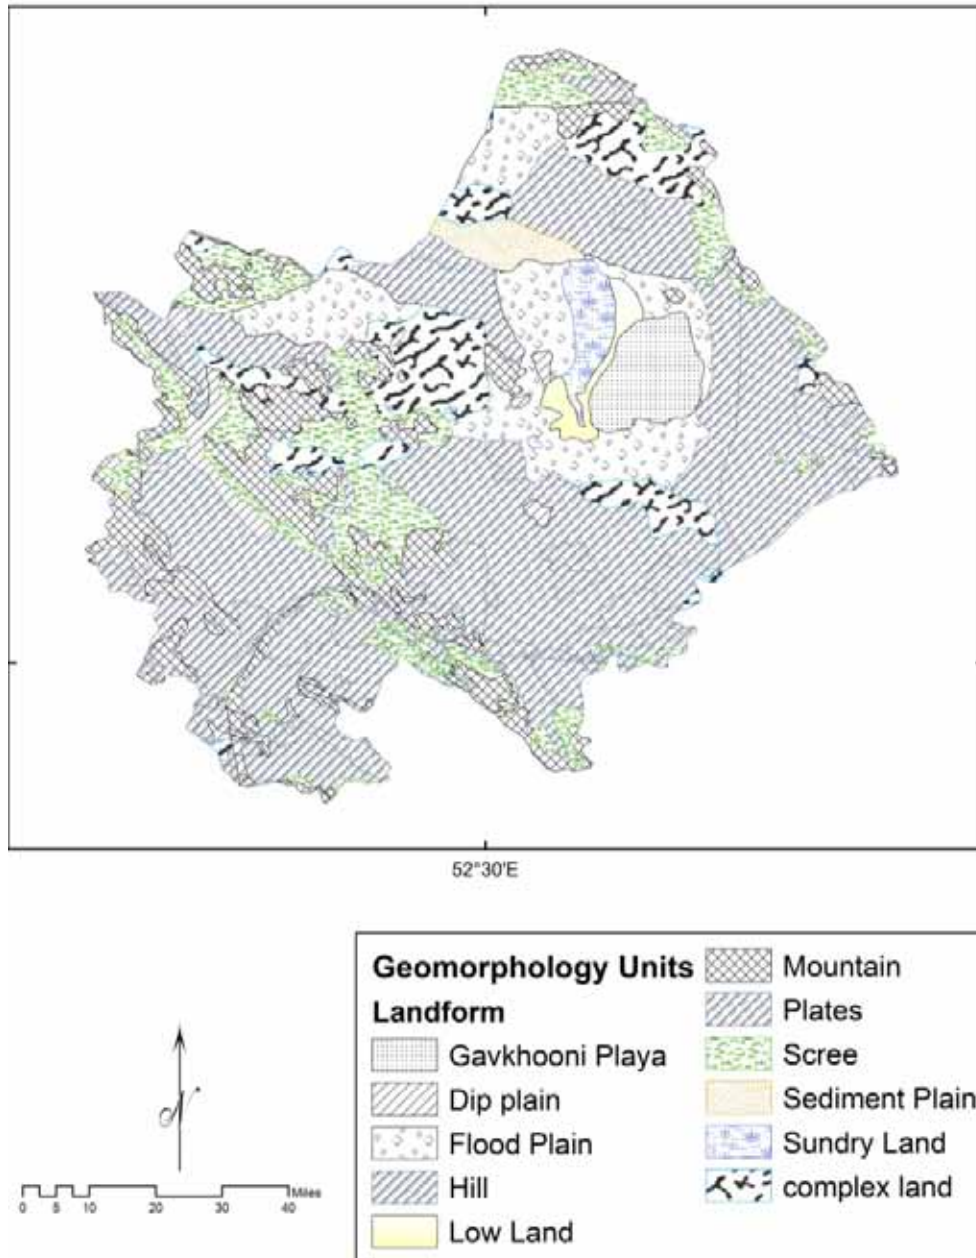 52°30'E
Geomorphology Units
Landform
Gavkhooni Playa
Dip plain
Flood Plain
Hill
Low Land
Mountain
Plates
Scree
Sediment Plain
Sundry Land
complex land
N
0 5 10 20 30 40 Miles